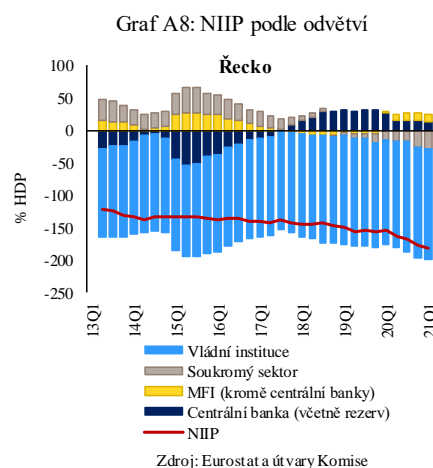 Graf A8: NIIP podle odvětví
Řecko
% HDP
100
50
0
-50
-100
-150
-200
-250
13Q1
14Q1
15Q1
16Q1
17Q1
18Q1
19Q1
20Q1
21Q1
Vládní instituce
Soukromý sektor
MFI (kromě centrální banky)
Centrální banka (včetně rezerv)
NIIP
Zdroj: Eurostat a útvary Komise